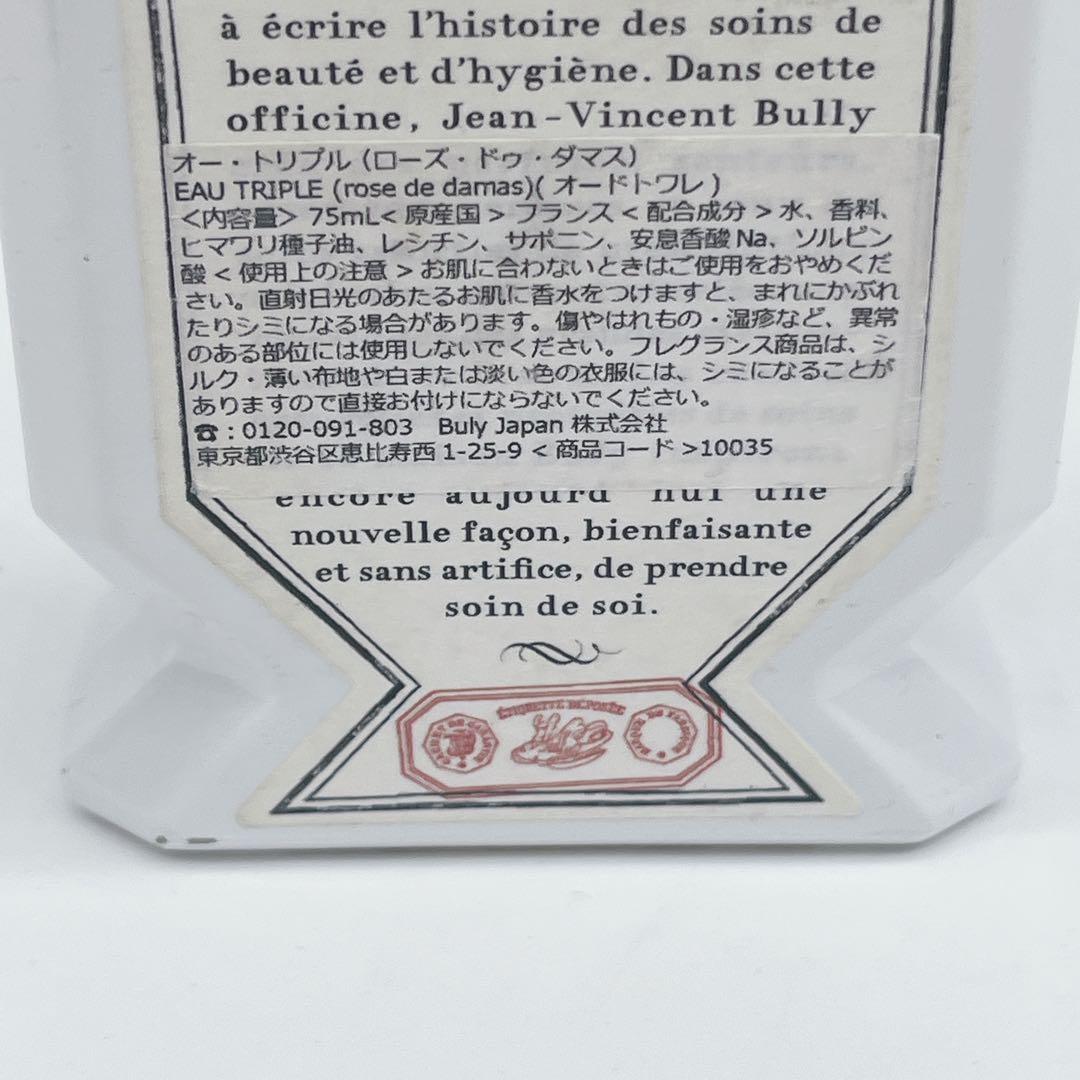 à écrire l'histoire des soins de
beauté et d'hygiène. Dans cette
officine, Jean-Vincent Bully
オー・トリプル（ローズ・ドゥ・ダマス）
EAU TRIPLE (rose de damas)( オードトワレ )
＜内容量＞ 75mL< 原産国 > フランス < 配合成分 > 水、香料、
ヒマワリ種子油、レシチン、サポニン、安息香酸 Na、ソルビン
酸 < 使用上の注意 > お肌に合わないときはご使用をおやめくだ
さい。直射日光のあたるお肌に香水をつけますと、まれにかぶれ
たりシミになる場合があります。傷やはれもの・湿疹など、異常
のある部位には使用しないでください。フレグランス商品は、シ
ルク・薄い布地や白または淡い色の衣服には、シミになることが
ありますので直接お付けにならないでください。
☎ : 0120-091-803 Buly Japan 株式会社
東京都渋谷区恵比寿西 1-25-9 < 商品コード >10035
encore aujourd'hui une
nouvelle façon, bienfaisante
et sans artifice, de prendre
soin de soi.
ÉTIQUETTE DÉPOSÉE